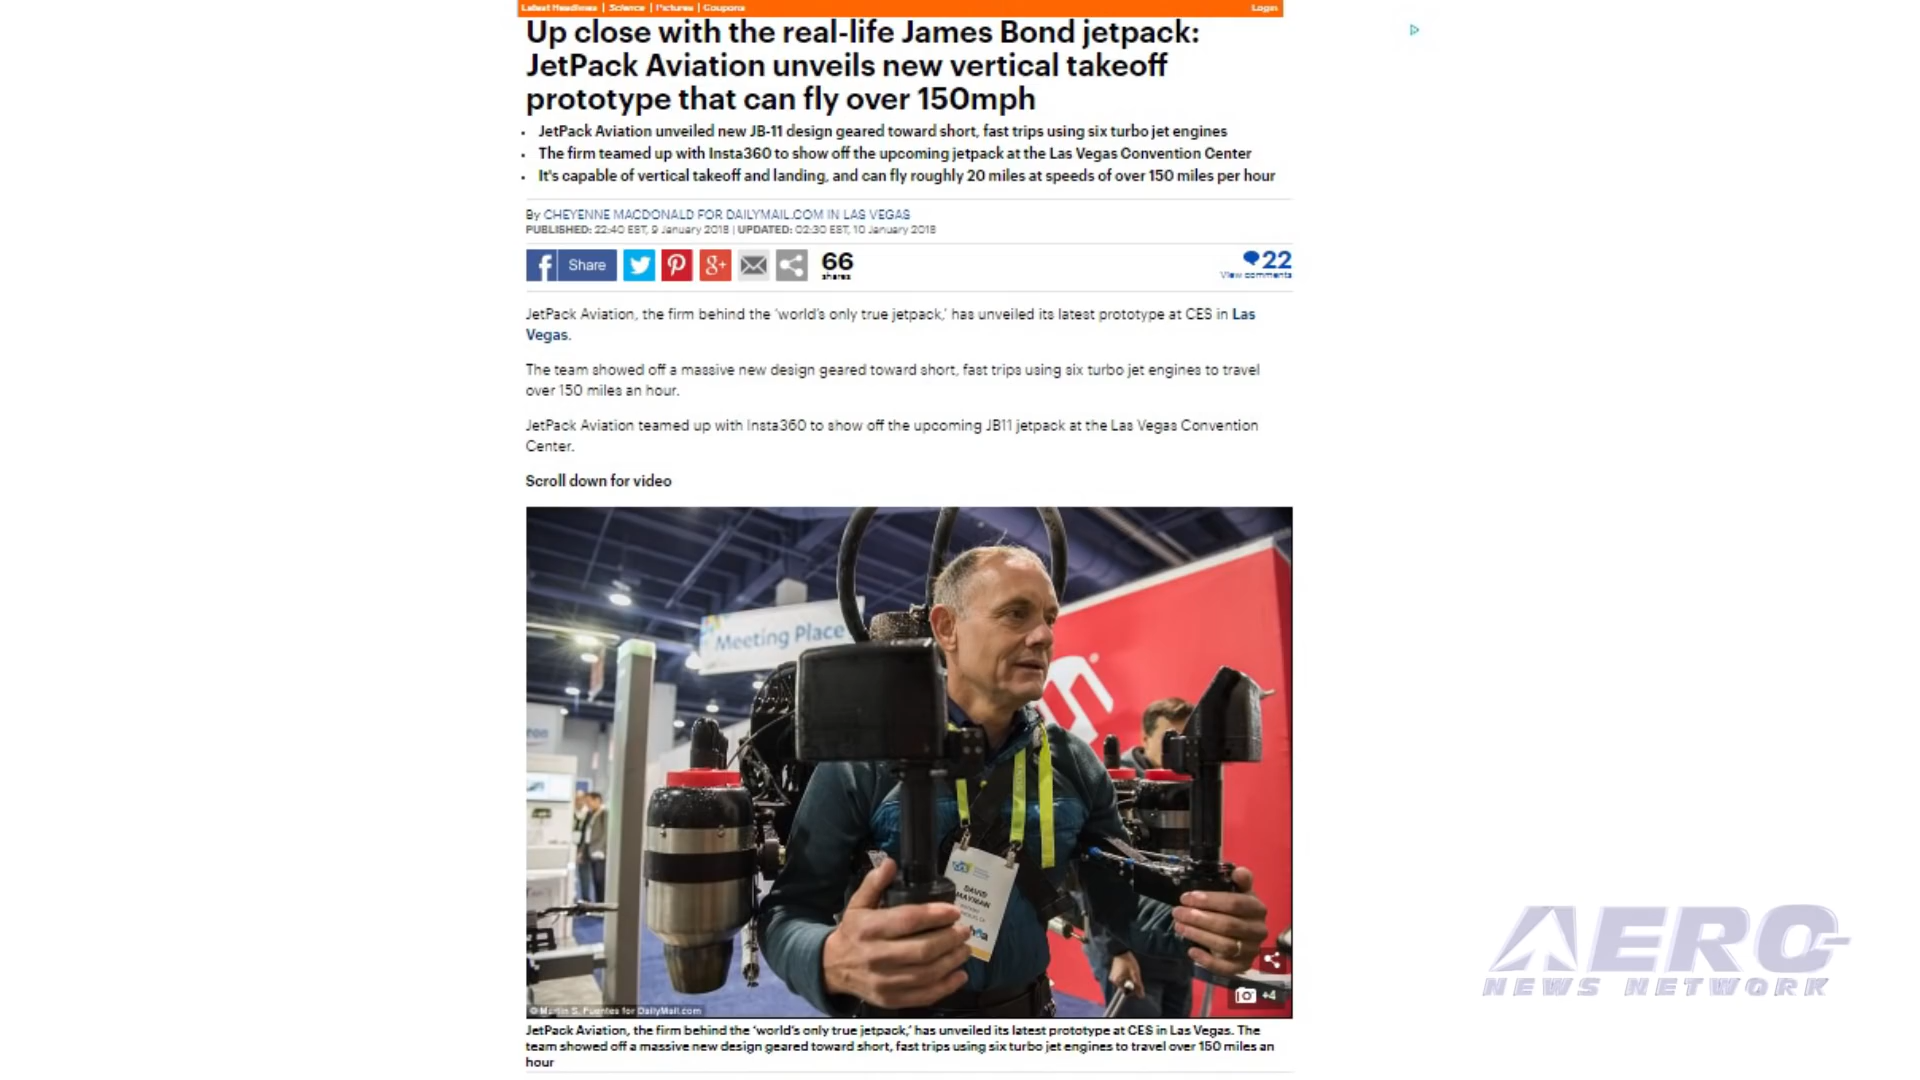 Latest Headlines | Science | Pictures | Coupons
Login
Up close with the real-life James Bond jetpack:
JetPack Aviation unveils new vertical takeoff
prototype that can fly over 150mph
• JetPack Aviation unveiled new JB-11 design geared toward short, fast trips using six turbo jet engines
• The firm teamed up with Insta360 to show off the upcoming jetpack at the Las Vegas Convention Center
• It's capable of vertical takeoff and landing, and can fly roughly 20 miles at speeds of over 150 miles per hour
By CHEYENNE MACDONALD FOR DAILYMAIL.COM IN LAS VEGAS
PUBLISHED: 22:40 EST, 9 January 2018 | UPDATED: 02:30 EST, 10 January 2018
Share
66
shares
22
View comments
JetPack Aviation, the firm behind the 'world's only true jetpack,' has unveiled its latest prototype at CES in Las
Vegas.
The team showed off a massive new design geared toward short, fast trips using six turbo jet engines to travel
over 150 miles an hour.
JetPack Aviation teamed up with Insta360 to show off the upcoming JB11 jetpack at the Las Vegas Convention
Center.
Scroll down for video
Meeting Place
DAVID
MAYMAN
+4
© Martin S. Fuentes for DailyMail.com
JetPack Aviation, the firm behind the 'world's only true jetpack,' has unveiled its latest prototype at CES in Las Vegas. The
team showed off a massive new design geared toward short, fast trips using six turbo jet engines to travel over 150 miles an
hour
AERO
NEWS NETWORK